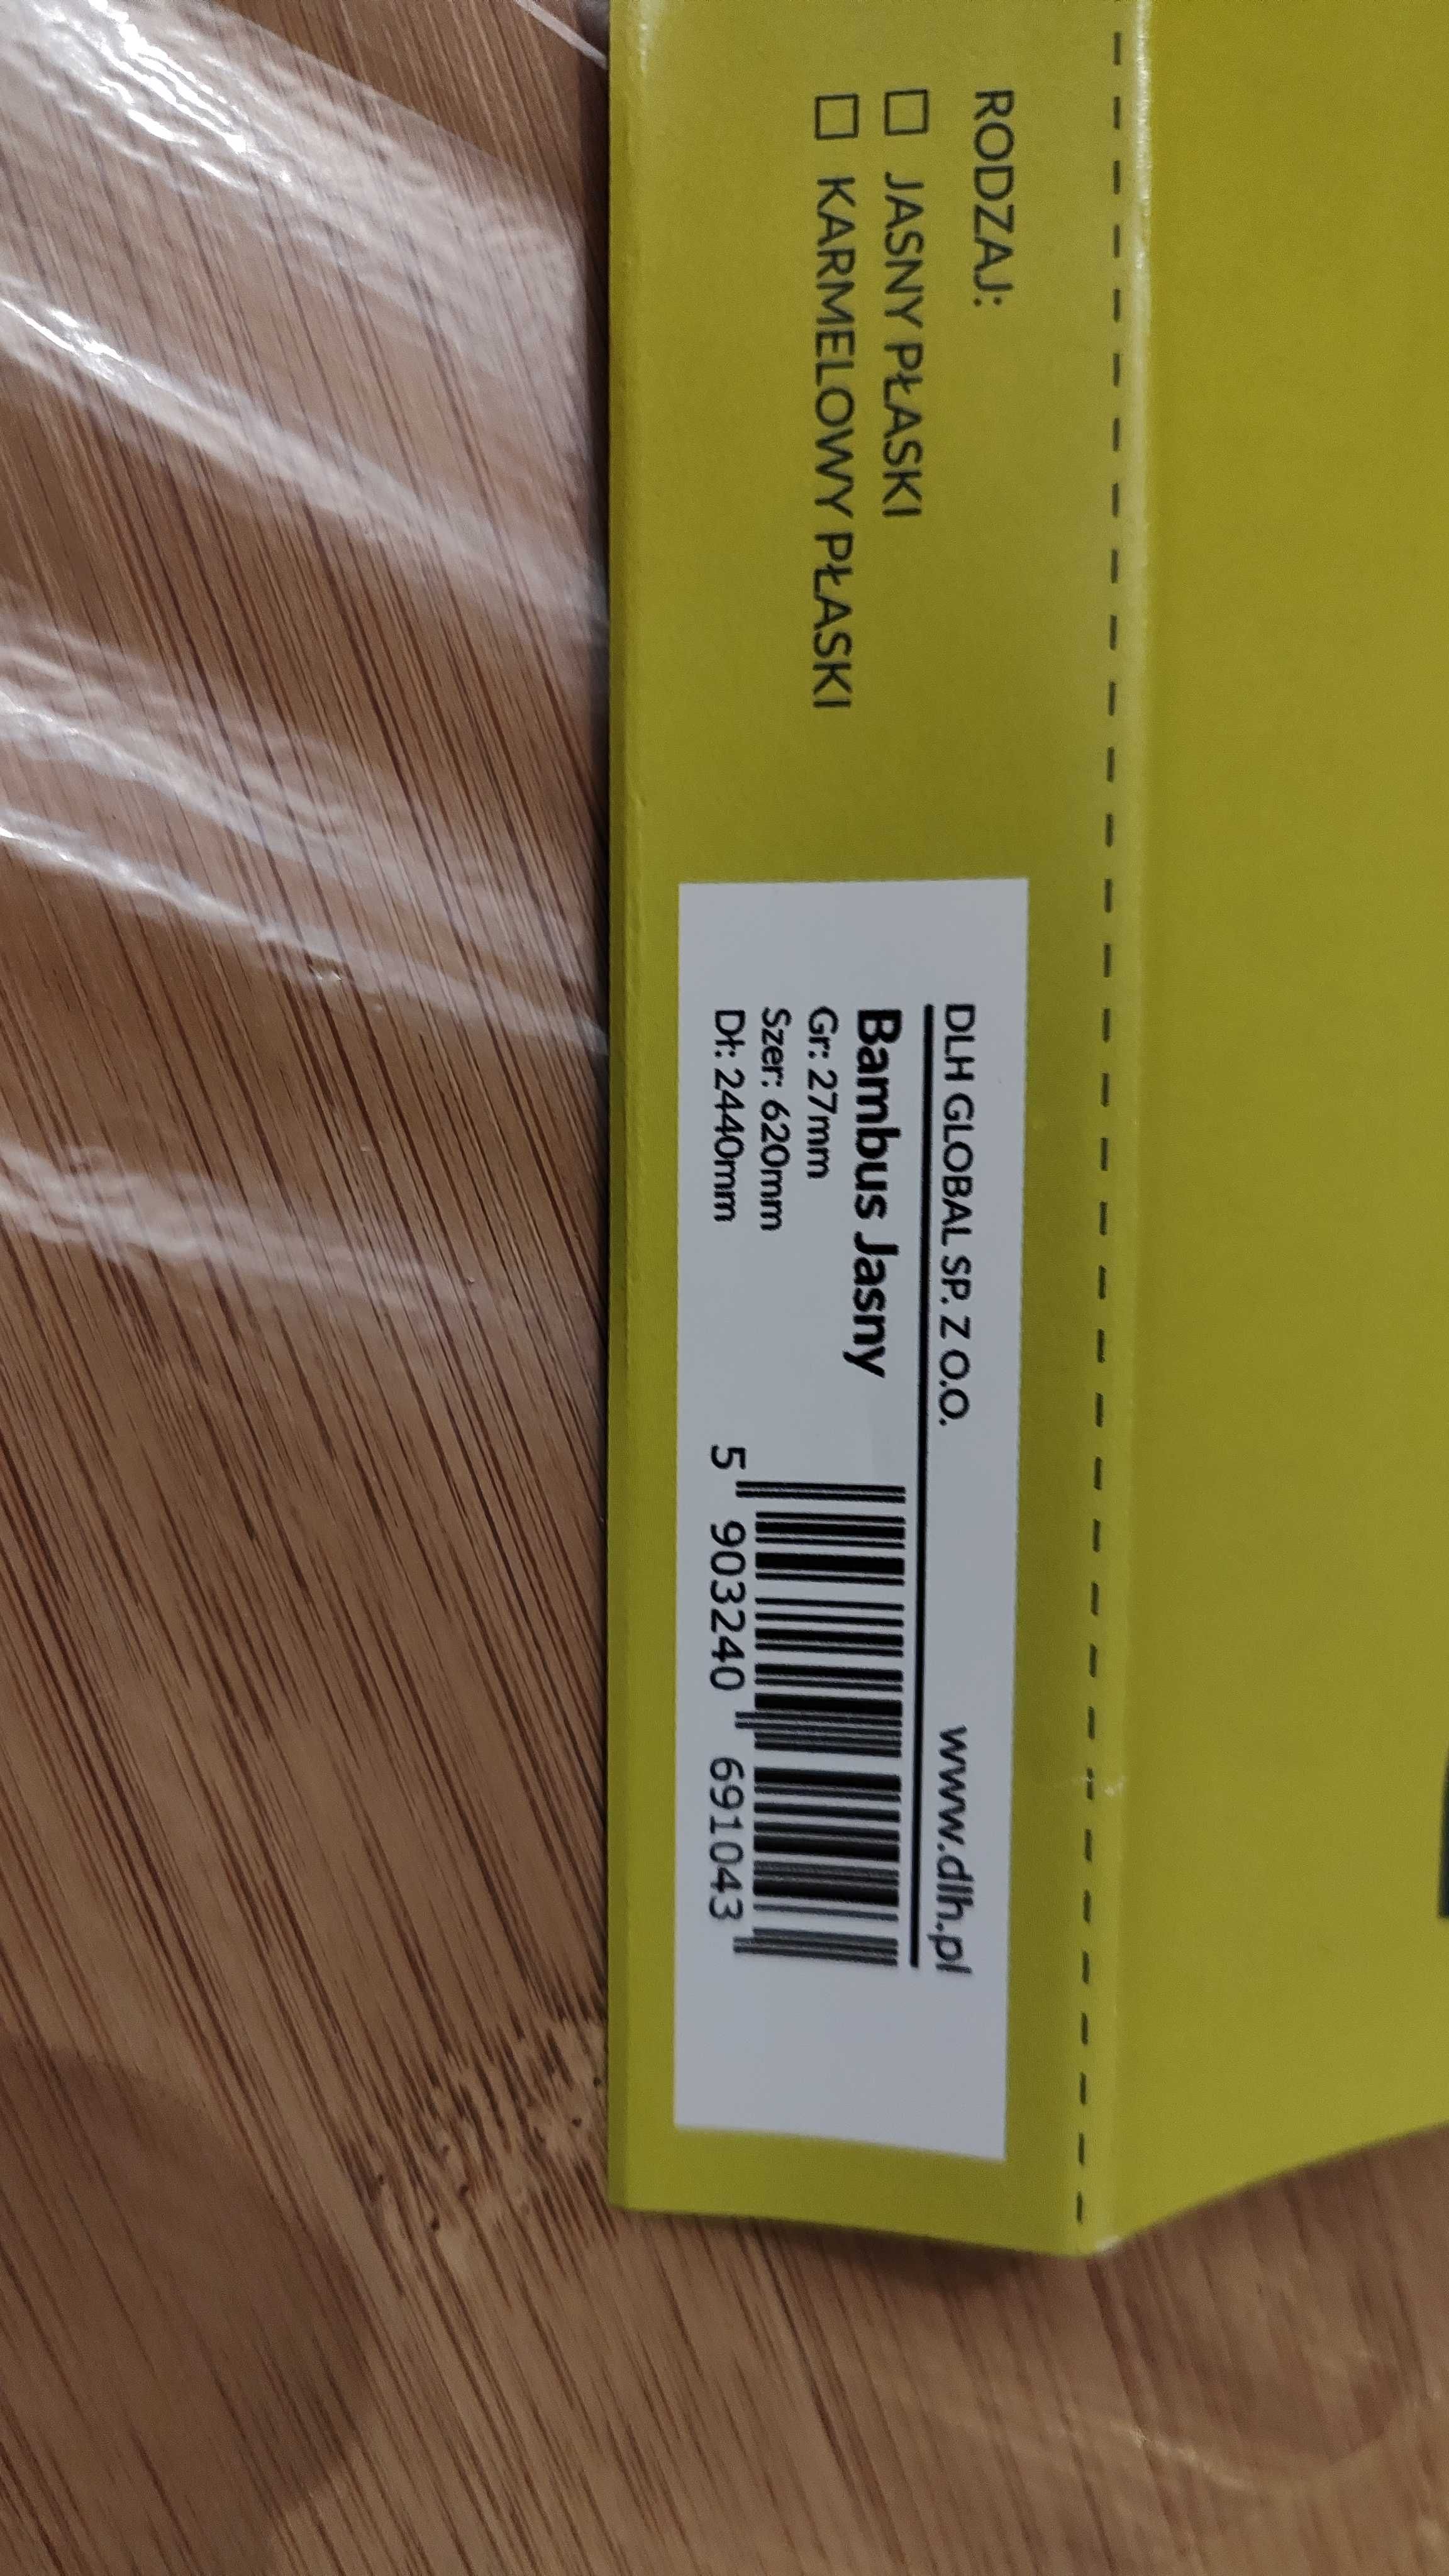 RODZAJ:
☐ JASNY PŁASKI
☐ KARMELOWY PŁASKI
DLH GLOBAL SP. Z O.O. www.dlh.pl
Bambus Jasny
Gr: 27mm
Szer: 620mm
Dł: 2440mm
5 903240 691043